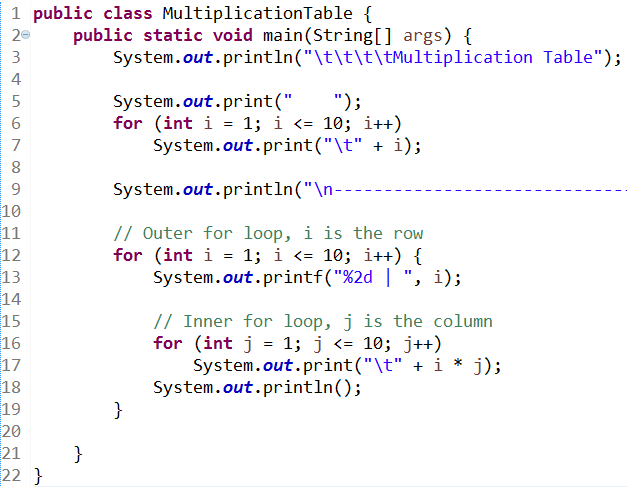 1 public class MultiplicationTable {
2 public static void main(String[] args) {
3 System.out.println("\t\t\t\tMultiplication Table");
4
5 System.out.print("    ");
6 for (int i = 1; i <= 10; i++)
7 System.out.print("\t" + i);
8
9 System.out.println("\n------------------------------
10
11 // Outer for loop, i is the row
12 for (int i = 1; i <= 10; i++) {
13 System.out.printf("%2d | ", i);
14
15 // Inner for loop, j is the column
16 for (int j = 1; j <= 10; j++)
17 System.out.print("\t" + i * j);
18 System.out.println();
19 }
20
21 }
22 }